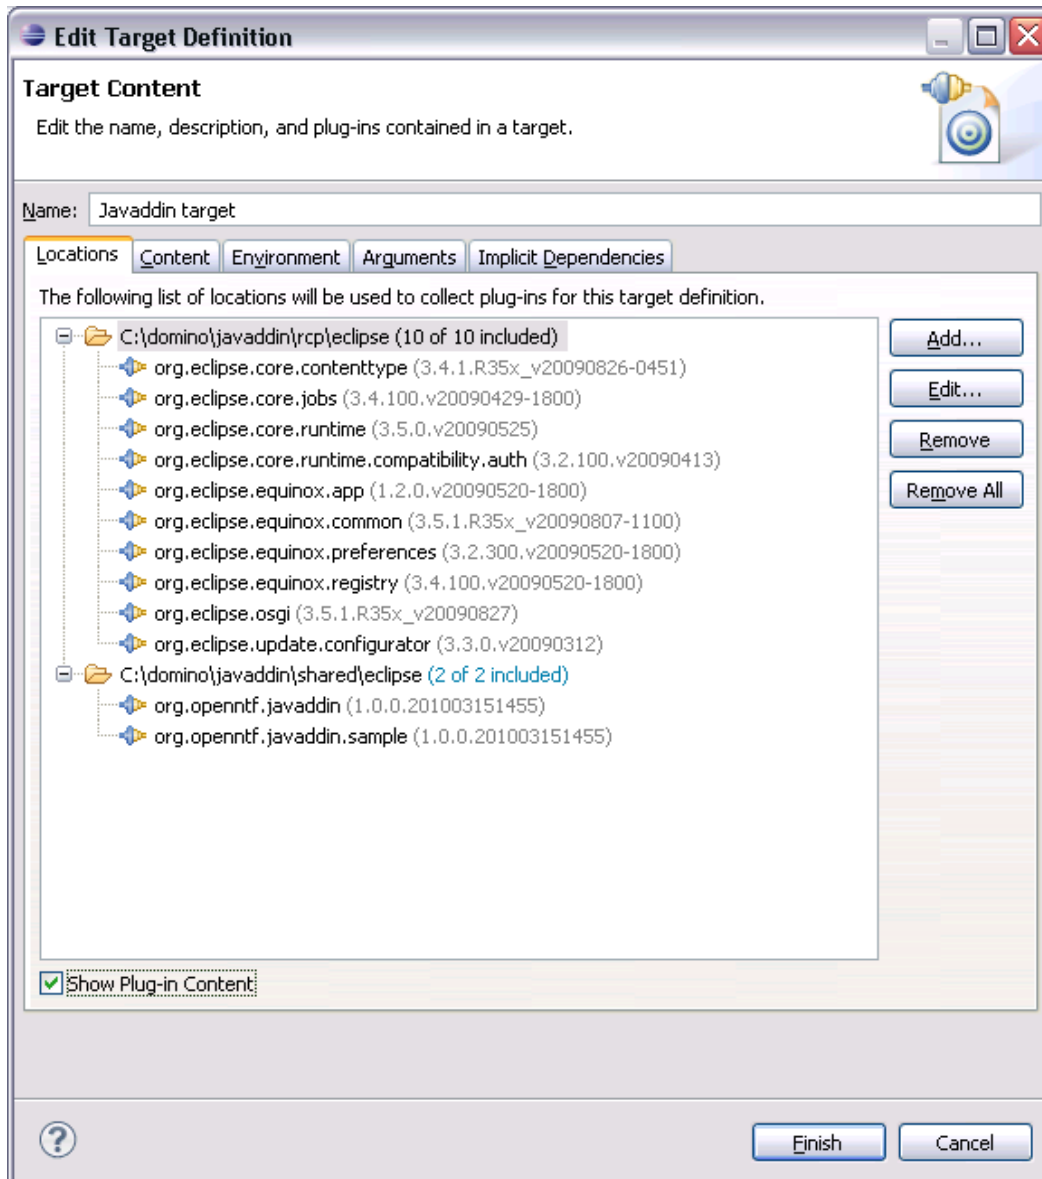 Edit Target Definition
Target Content
Edit the name, description, and plug-ins contained in a target.
Name: Javaddin target
Locations Content Environment Arguments Implicit Dependencies
The following list of locations will be used to collect plug-ins for this target definition.
C:\domino\javaddin\rcp\eclipse (10 of 10 included)
org.eclipse.core.contenttype (3.4.1.R35x_v20090826-0451)
org.eclipse.core.jobs (3.4.100.v20090429-1800)
org.eclipse.core.runtime (3.5.0.v20090525)
org.eclipse.core.runtime.compatibility.auth (3.2.100.v20090413)
org.eclipse.equinox.app (1.2.0.v20090520-1800)
org.eclipse.equinox.common (3.5.1.R35x_v20090807-1100)
org.eclipse.equinox.preferences (3.2.300.v20090520-1800)
org.eclipse.equinox.registry (3.4.100.v20090520-1800)
org.eclipse.osgi (3.5.1.R35x_v20090827)
org.eclipse.update.configurator (3.3.0.v20090312)
C:\domino\javaddin\shared\eclipse (2 of 2 included)
org.openntf.javaddin (1.0.0.201003151455)
org.openntf.javaddin.sample (1.0.0.201003151455)
Add...
Edit...
Remove
Remove All
Show Plug-in Content
?
Finish Cancel